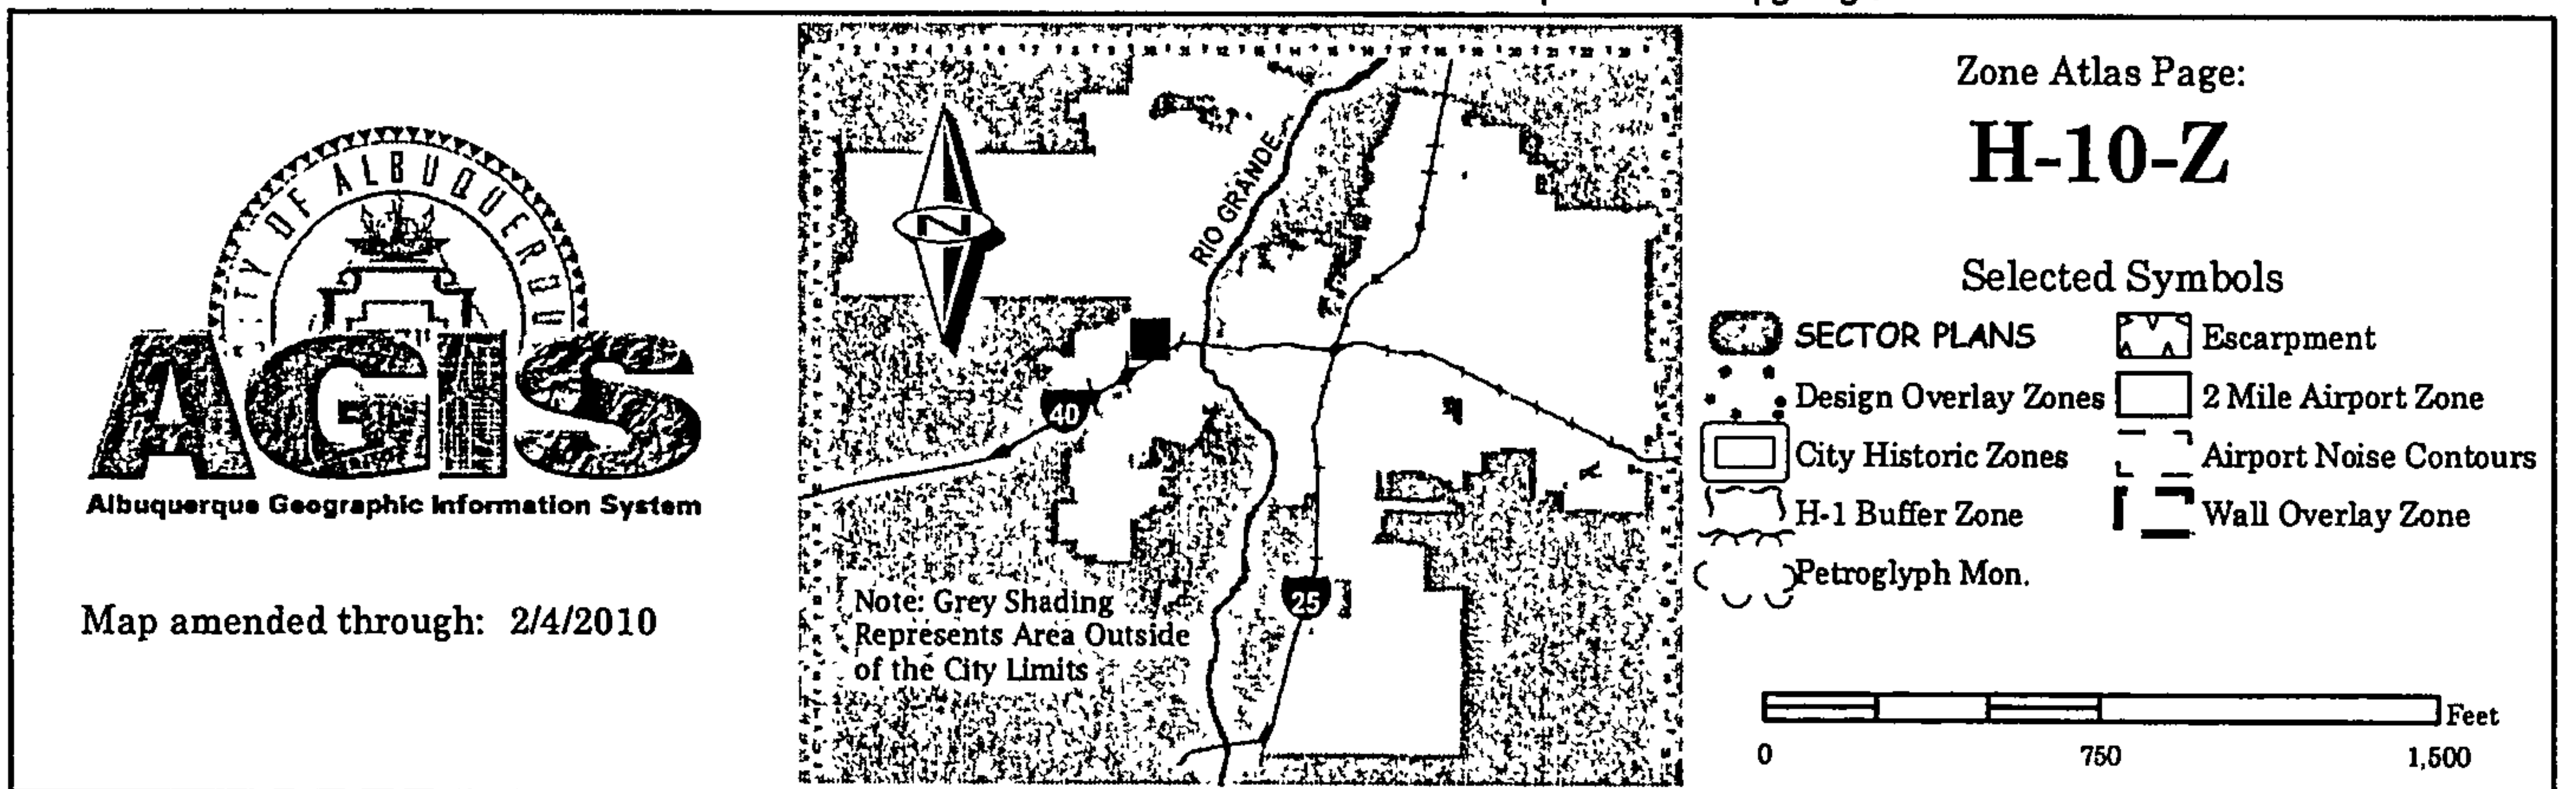 CITY OF ALBUQUERQUE
AGIS
Albuquerque Geographic Information System
Map amended through: 2/4/2010
N
RIO GRANDE
40
25
Note: Grey Shading
Represents Area Outside
of the City Limits
Zone Atlas Page:
H-10-Z
Selected Symbols
SECTOR PLANS
Escarpment
Design Overlay Zones
2 Mile Airport Zone
City Historic Zones
Airport Noise Contours
H-1 Buffer Zone
Wall Overlay Zone
Petroglyph Mon.
Feet
0 750 1,500